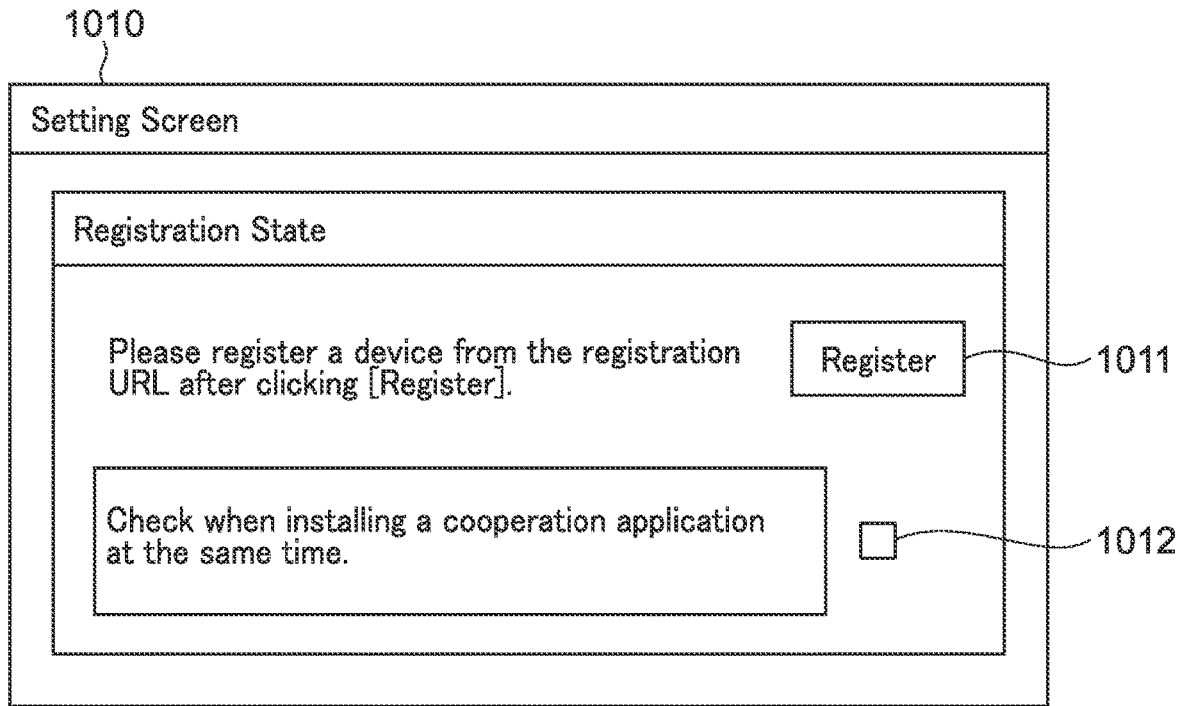 1010
Setting Screen
Registration State
Please register a device from the registration
URL after clicking [Register].
Register
1011
Check when installing a cooperation application
at the same time.
1012